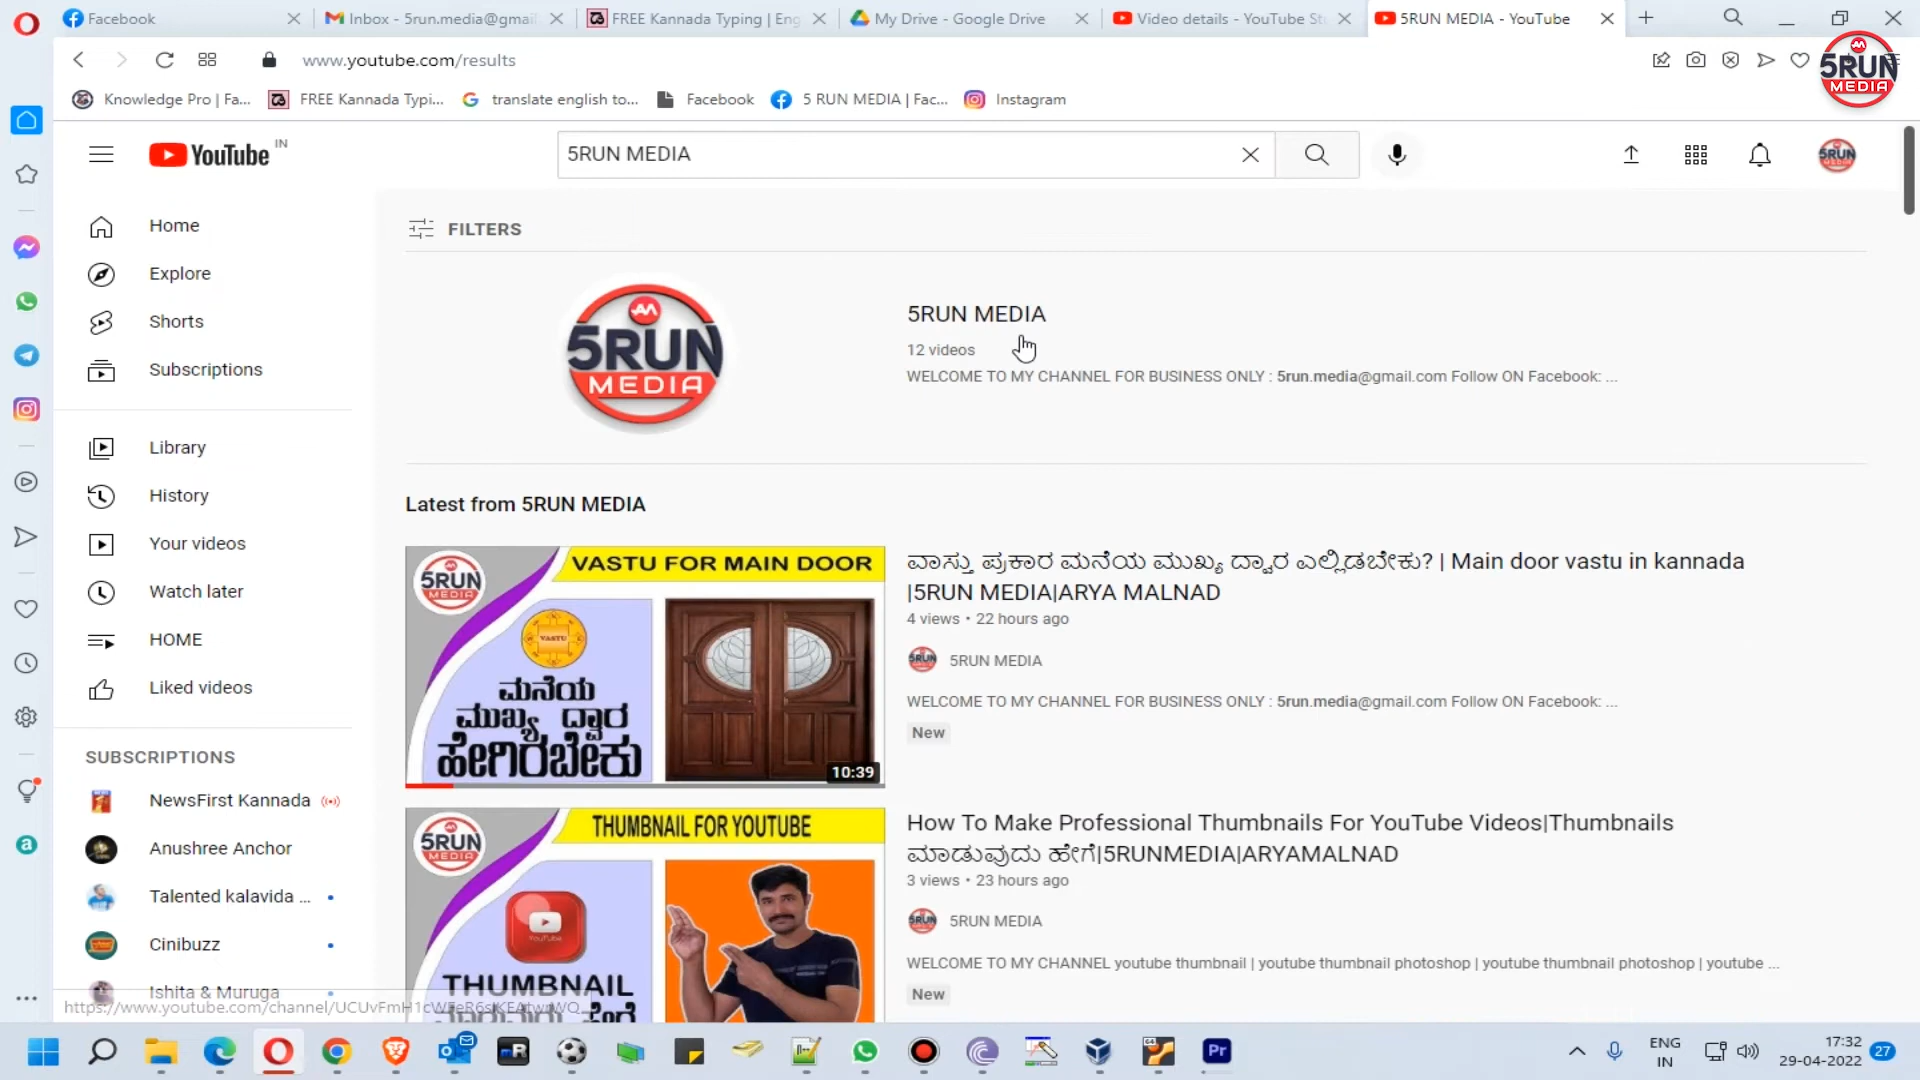 Facebook
Inbox - 5run.media@gmail
FREE Kannada Typing | Eng
My Drive - Google Drive
Video details - YouTube Stu
5RUN MEDIA - YouTube
www.youtube.com/results
5RUN
MEDIA
Knowledge Pro | Fa...
FREE Kannada Typi...
translate english to...
Facebook
5 RUN MEDIA | Fac...
Instagram
YouTube IN
5RUN MEDIA
Home
Explore
Shorts
Subscriptions
Library
History
Your videos
Watch later
HOME
Liked videos
SUBSCRIPTIONS
NewsFirst Kannada
Anushree Anchor
Talented kalavida ...
Cinibuzz
Ishita & Muruga
FILTERS
5RUN
MEDIA
5RUN MEDIA
12 videos
WELCOME TO MY CHANNEL FOR BUSINESS ONLY : 5run.media@gmail.com Follow ON Facebook: ...
Latest from 5RUN MEDIA
5RUN
MEDIA
VASTU FOR MAIN DOOR
VASTU
ಮನೆಯ
ಮುಖ್ಯ ದ್ವಾರ
ಹೇಗಿರಬೇಕು
10:39
ವಾಸ್ತು ಪ್ರಕಾರ ಮನೆಯ ಮುಖ್ಯ ದ್ವಾರ ಎಲ್ಲಿಡಬೇಕು? | Main door vastu in kannada
|5RUN MEDIA|ARYA MALNAD
4 views • 22 hours ago
5RUN MEDIA
WELCOME TO MY CHANNEL FOR BUSINESS ONLY : 5run.media@gmail.com Follow ON Facebook: ...
New
5RUN
MEDIA
THUMBNAIL FOR YOUTUBE
YouTube
THUMBNAIL
How To Make Professional Thumbnails For YouTube Videos|Thumbnails
ಮಾಡುವುದು ಹೇಗೆ|5RUNMEDIA|ARYAMALNAD
3 views • 23 hours ago
5RUN MEDIA
WELCOME TO MY CHANNEL youtube thumbnail | youtube thumbnail photoshop | youtube thumbnail photoshop | youtube ...
New
ENG
IN
17:32
29-04-2022
27